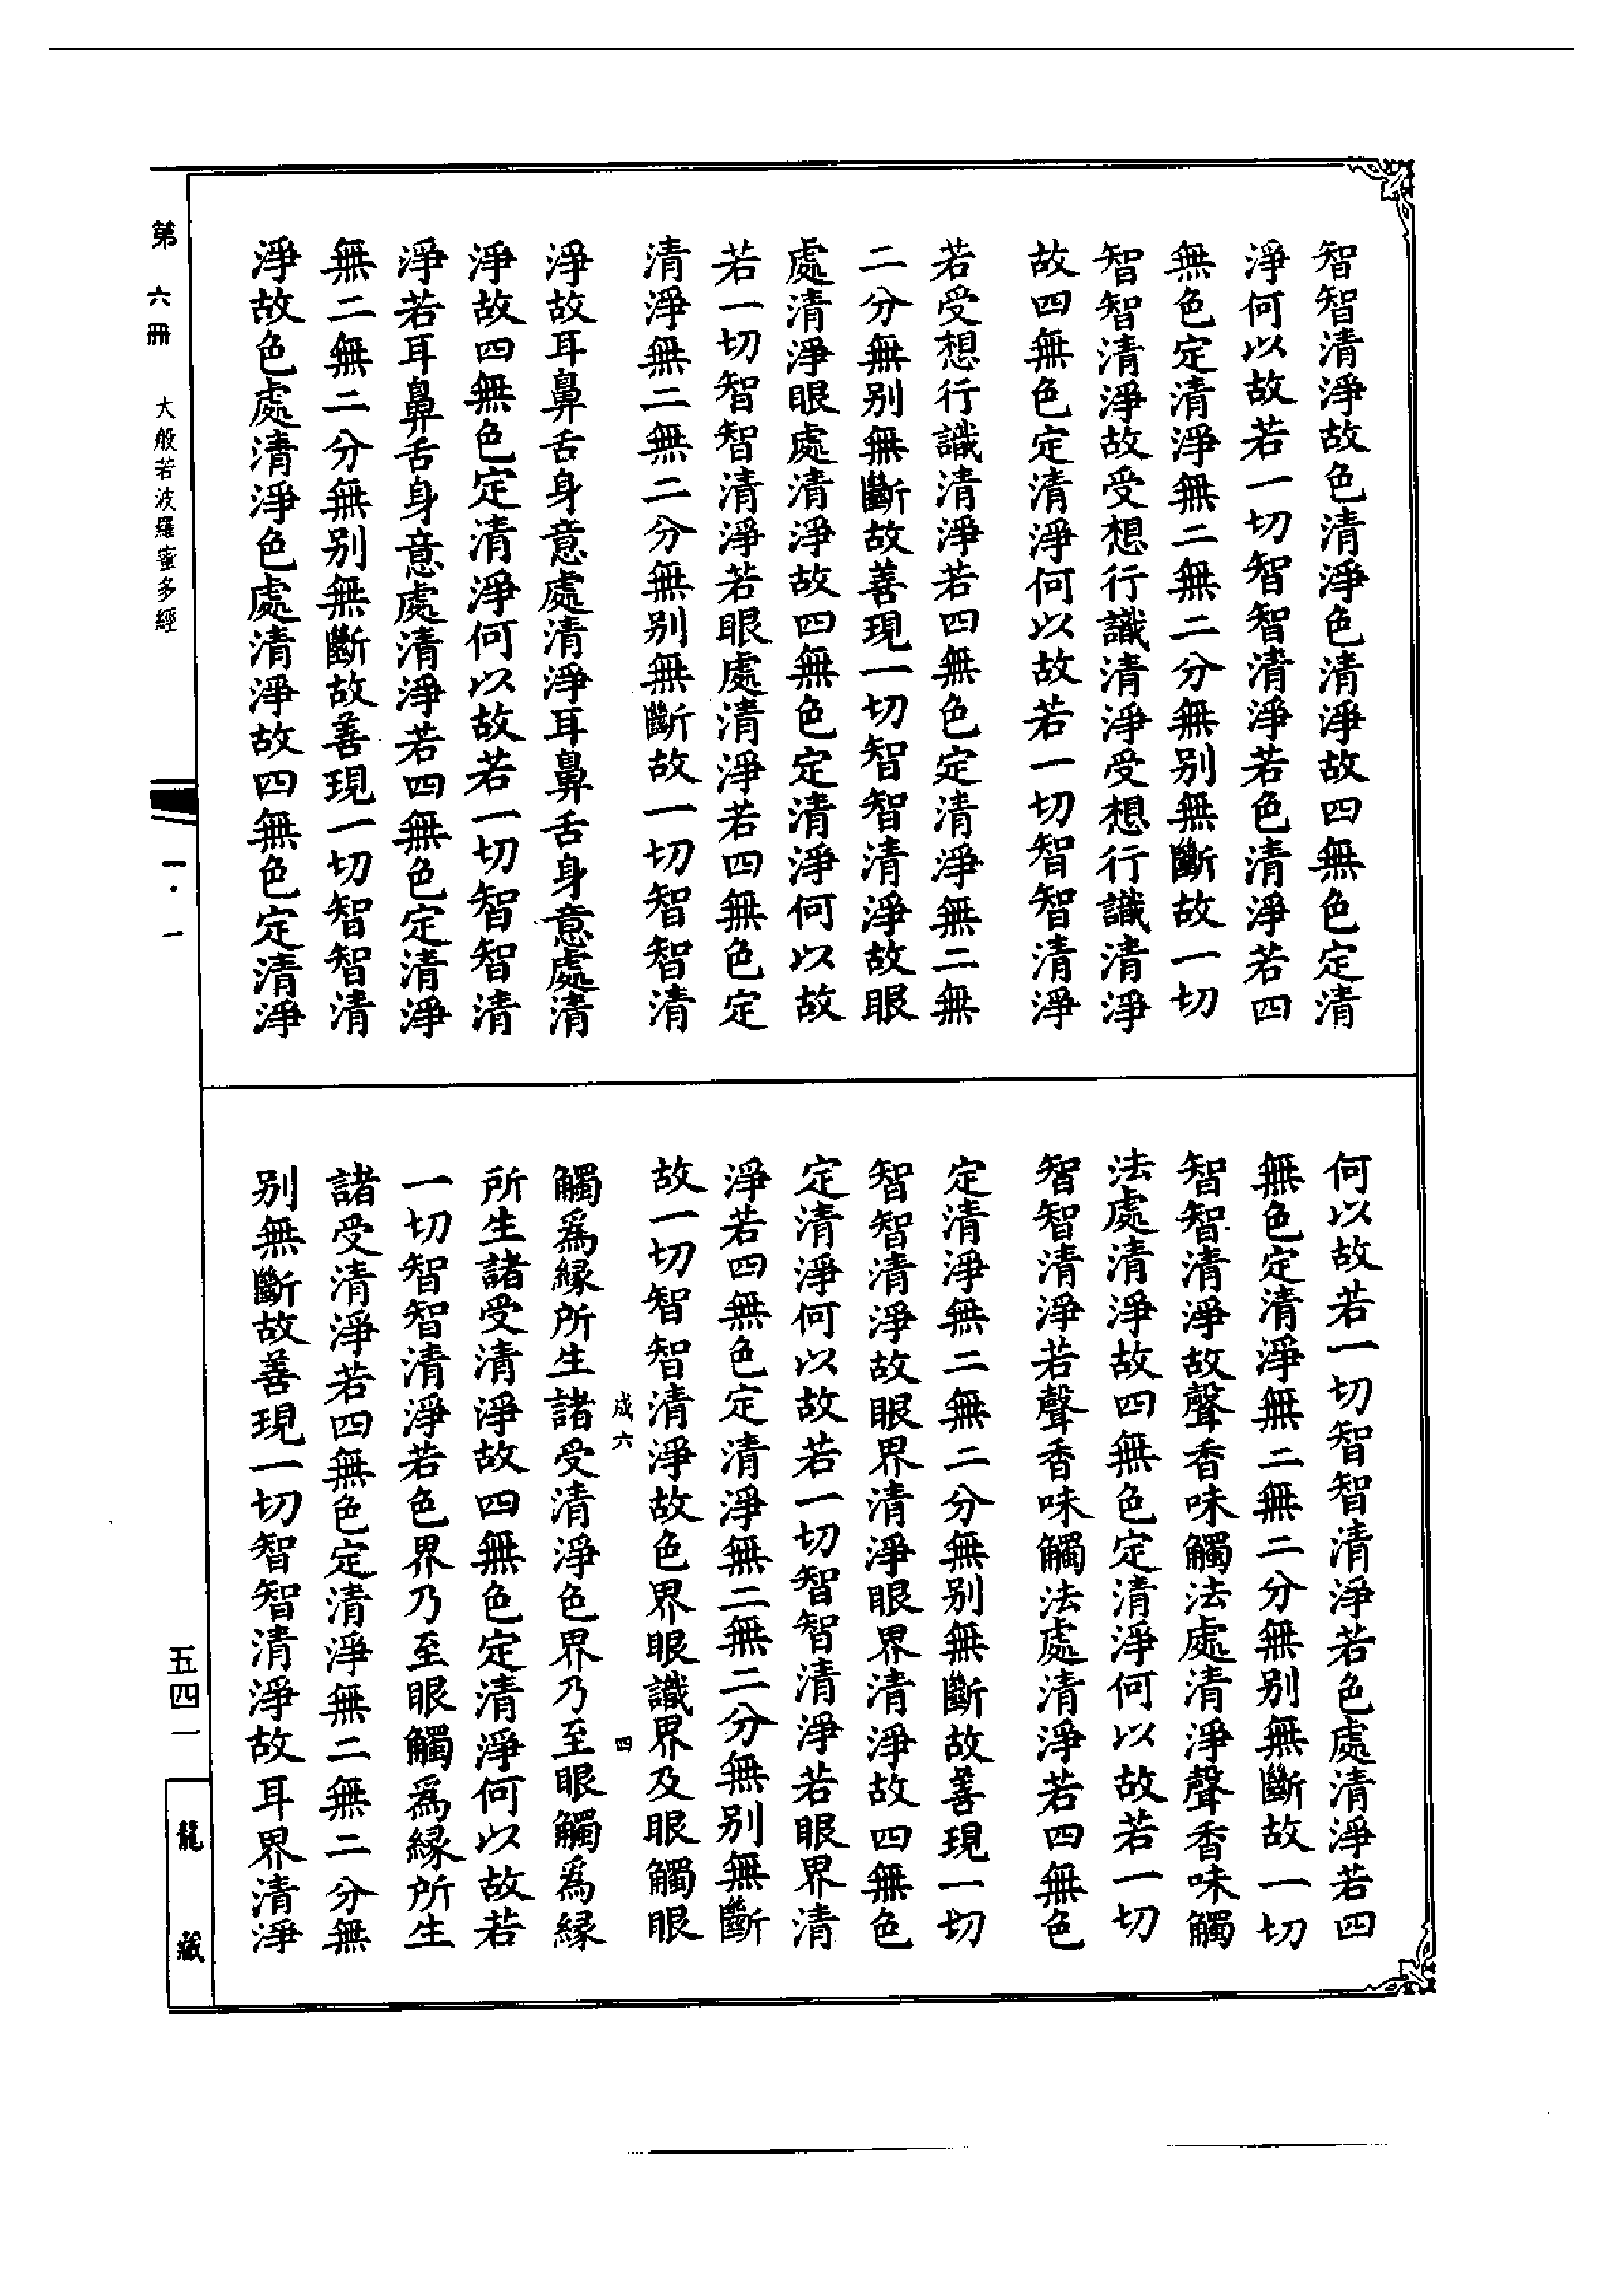 智智清淨故色清淨色清淨故四無色定清
淨何以故若一切智智清淨若色清淨若四
無色定清淨無二無二分無别無斷故一切
智智清淨故受想行識清淨受想行識清淨
故四無色定清淨何以故若一切智智清淨
若受想行識清淨若四無色定清淨無二無
二分無别無斷故善現一切智智清淨故眼
處清淨眼處清淨故四無色定清淨何以故
若一切智智清淨若眼處清淨若四無色定
清淨無二無二分無别無斷故一切智智清
淨故耳鼻舌身意處清淨耳鼻舌身意處清
淨故四無色定清淨何以故若一切智智清
淨若耳鼻舌身意處清淨若四無色定清淨
無二無二分無别無斷故善現一切智智清
淨故色處清淨色處清淨故四無色定清淨
何以故若一切智智清淨若色處清淨若四
無色定清淨無二無二分無别無斷故一切
智智清淨故聲香味觸法處清淨聲香味觸
法處清淨故四無色定清淨何以故若一切
智智清淨若聲香味觸法處清淨若四無色
定清淨無二無二分無别無斷故善現一切
智智清淨故眼界清淨眼界清淨故四無色
定清淨何以故若一切智智清淨若眼界清
淨若四無色定清淨無二無二分無别無斷
故一切智智清淨故色界眼識界及眼觸眼
成六
四
觸爲緣所生諸受清淨色界乃至眼觸爲緣
所生諸受清淨故四無色定清淨何以故若
一切智智清淨若色界乃至眼觸爲緣所生
諸受清淨若四無色定清淨無二無二分無
别無斷故善現一切智智清淨故耳界清淨
第六冊
大般若波羅蜜多經
一·一
五四一
龍藏